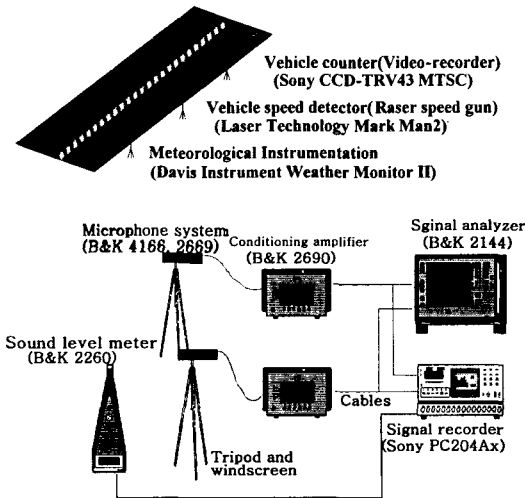 Vehicle counter(Video-recorder)
(Sony CCD-TRV43 MTSC)
Vehicle speed detector(Raser speed gun)
(Laser Technology Mark Man2)
Meteorological Instrumentation
(Davis Instrument Weather Monitor II)
Microphone system
(B&K 4166, 2669)
Conditioning amplifier
(B&K 2690)
Sginal analyzer
(B&K 2144)
Sound level meter
(B&K 2260)
Cables
Signal recorder
(Sony PC204Ax)
Tripod and
windscreen